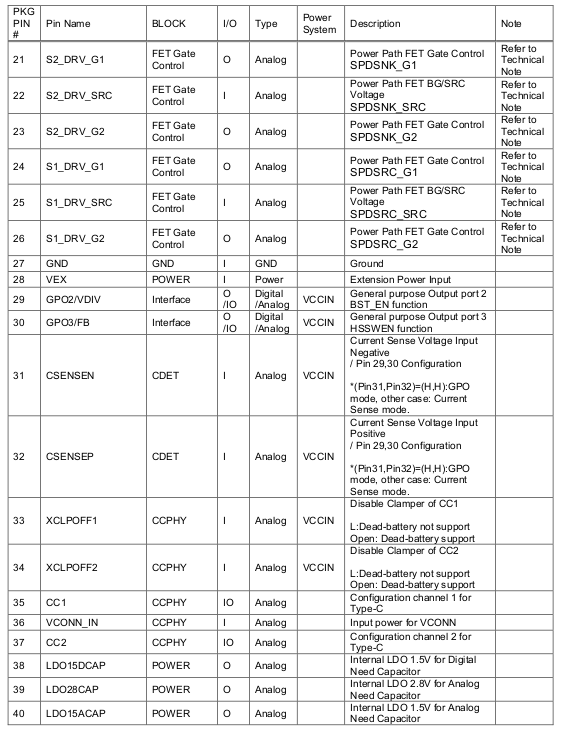 PKG PIN # Pin Name BLOCK I/O Type Power System Description Note
21 S2_DRV_G1 FET Gate Control O Analog Power Path FET Gate Control SPDSNK_G1 Refer to Technical Note
22 S2_DRV_SRC FET Gate Control I Analog Power Path FET BG/SRC Voltage SPDSNK_SRC Refer to Technical Note
23 S2_DRV_G2 FET Gate Control O Analog Power Path FET Gate Control SPDSNK_G2 Refer to Technical Note
24 S1_DRV_G1 FET Gate Control O Analog Power Path FET Gate Control SPDSRC_G1 Refer to Technical Note
25 S1_DRV_SRC FET Gate Control I Analog Power Path FET BG/SRC Voltage SPDSRC_SRC Refer to Technical Note
26 S1_DRV_G2 FET Gate Control O Analog Power Path FET Gate Control SPDSRC_G2 Refer to Technical Note
27 GND GND I GND Ground
28 VEX POWER I Power Extension Power Input
29 GPO2/VDIV Interface O /IO Digital /Analog VCCIN General purpose Output port 2 BST_EN function
30 GPO3/FB Interface O /IO Digital /Analog VCCIN General purpose Output port 3 HSSWEN function
31 CSENSEN CDET I Analog VCCIN Current Sense Voltage Input Negative / Pin 29,30 Configuration *(Pin31,Pin32)=(H,H):GPO mode, other case: Current Sense mode.
32 CSENSEP CDET I Analog VCCIN Current Sense Voltage Input Positive / Pin 29,30 Configuration *(Pin31,Pin32)=(H,H):GPO mode, other case: Current Sense mode.
33 XCLPOFF1 CCPHY I Analog VCCIN Disable Clamper of CC1 L:Dead-battery not support Open: Dead-battery support
34 XCLPOFF2 CCPHY I Analog VCCIN Disable Clamper of CC2 L:Dead-battery not support Open: Dead-battery support
35 CC1 CCPHY IO Analog Configuration channel 1 for Type-C
36 VCONN_IN CCPHY I Analog Input power for VCONN
37 CC2 CCPHY IO Analog Configuration channel 2 for Type-C
38 LDO15DCAP POWER O Analog Internal LDO 1.5V for Digital Need Capacitor
39 LDO28CAP POWER O Analog Internal LDO 2.8V for Analog Need Capacitor
40 LDO15ACAP POWER O Analog Internal LDO 1.5V for Analog Need Capacitor